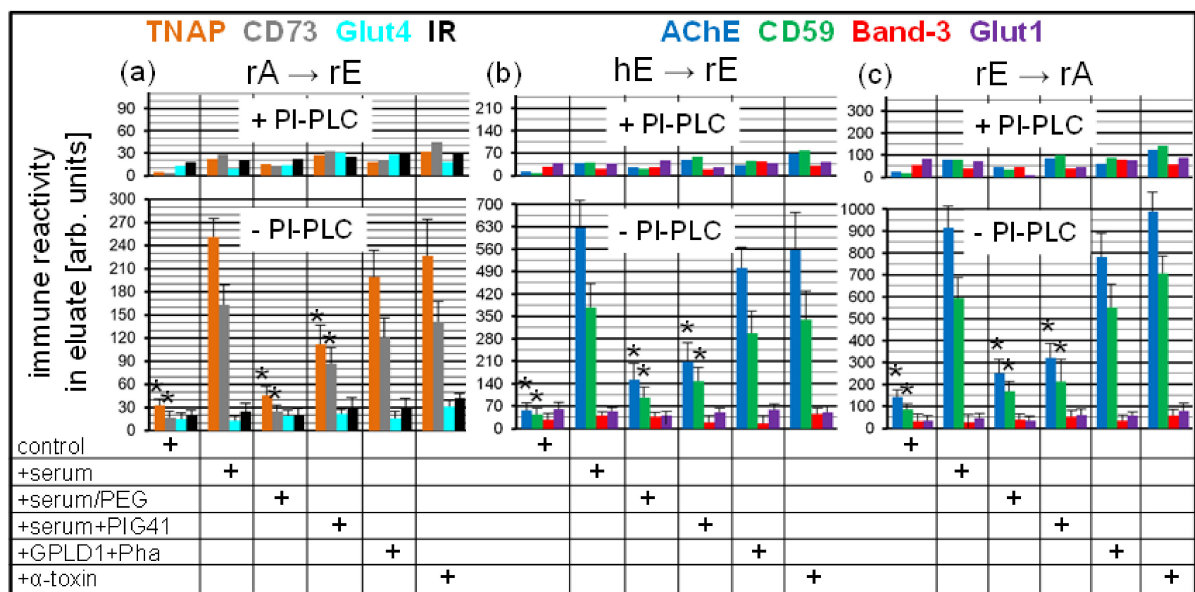 TNAP CD73 Glut4 IR AChE CD59 Band-3 Glut1
(a) rA → rE (b) hE → rE (c) rE → rA
immune reactivity
in eluate [arb. units]
90
60
30
0
+ PI-PLC
210
140
70
0
+ PI-PLC
300
200
100
0
+ PI-PLC
300
270
240
210
180
150
120
90
60
30
0
- PI-PLC
* * * * * *
700
630
560
490
420
350
280
210
140
70
0
- PI-PLC
* * * * * *
1000
900
800
700
600
500
400
300
200
100
0
- PI-PLC
* * * * * *
control + + +
+serum + + +
+serum/PEG + + +
+serum+PIG41 + + +
+GPLD1+Pha + + +
+α-toxin + + +